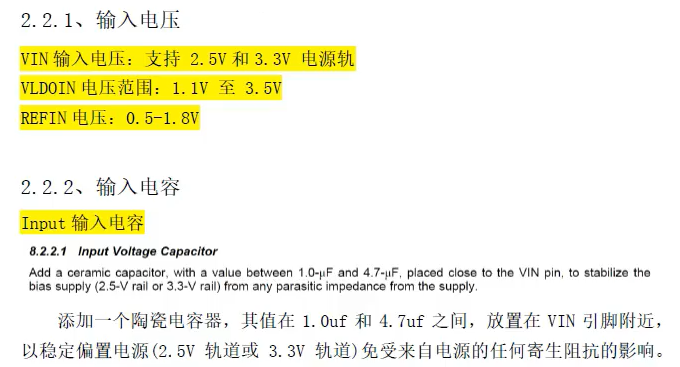 2.2.1、输入电压
VIN 输入电压：支持 2.5V 和 3.3V 电源轨
VLDOIN 电压范围：1.1V 至 3.5V
REFIN 电压：0.5-1.8V
2.2.2、输入电容
Input 输入电容
8.2.2.1 Input Voltage Capacitor
Add a ceramic capacitor, with a value between 1.0-μF and 4.7-μF, placed close to the VIN pin, to stabilize the
bias supply (2.5-V rail or 3.3-V rail) from any parasitic impedance from the supply.
添加一个陶瓷电容器，其值在 1.0uf 和 4.7uf 之间，放置在 VIN 引脚附近，
以稳定偏置电源(2.5V 轨道或 3.3V 轨道)免受来自电源的任何寄生阻抗的影响。